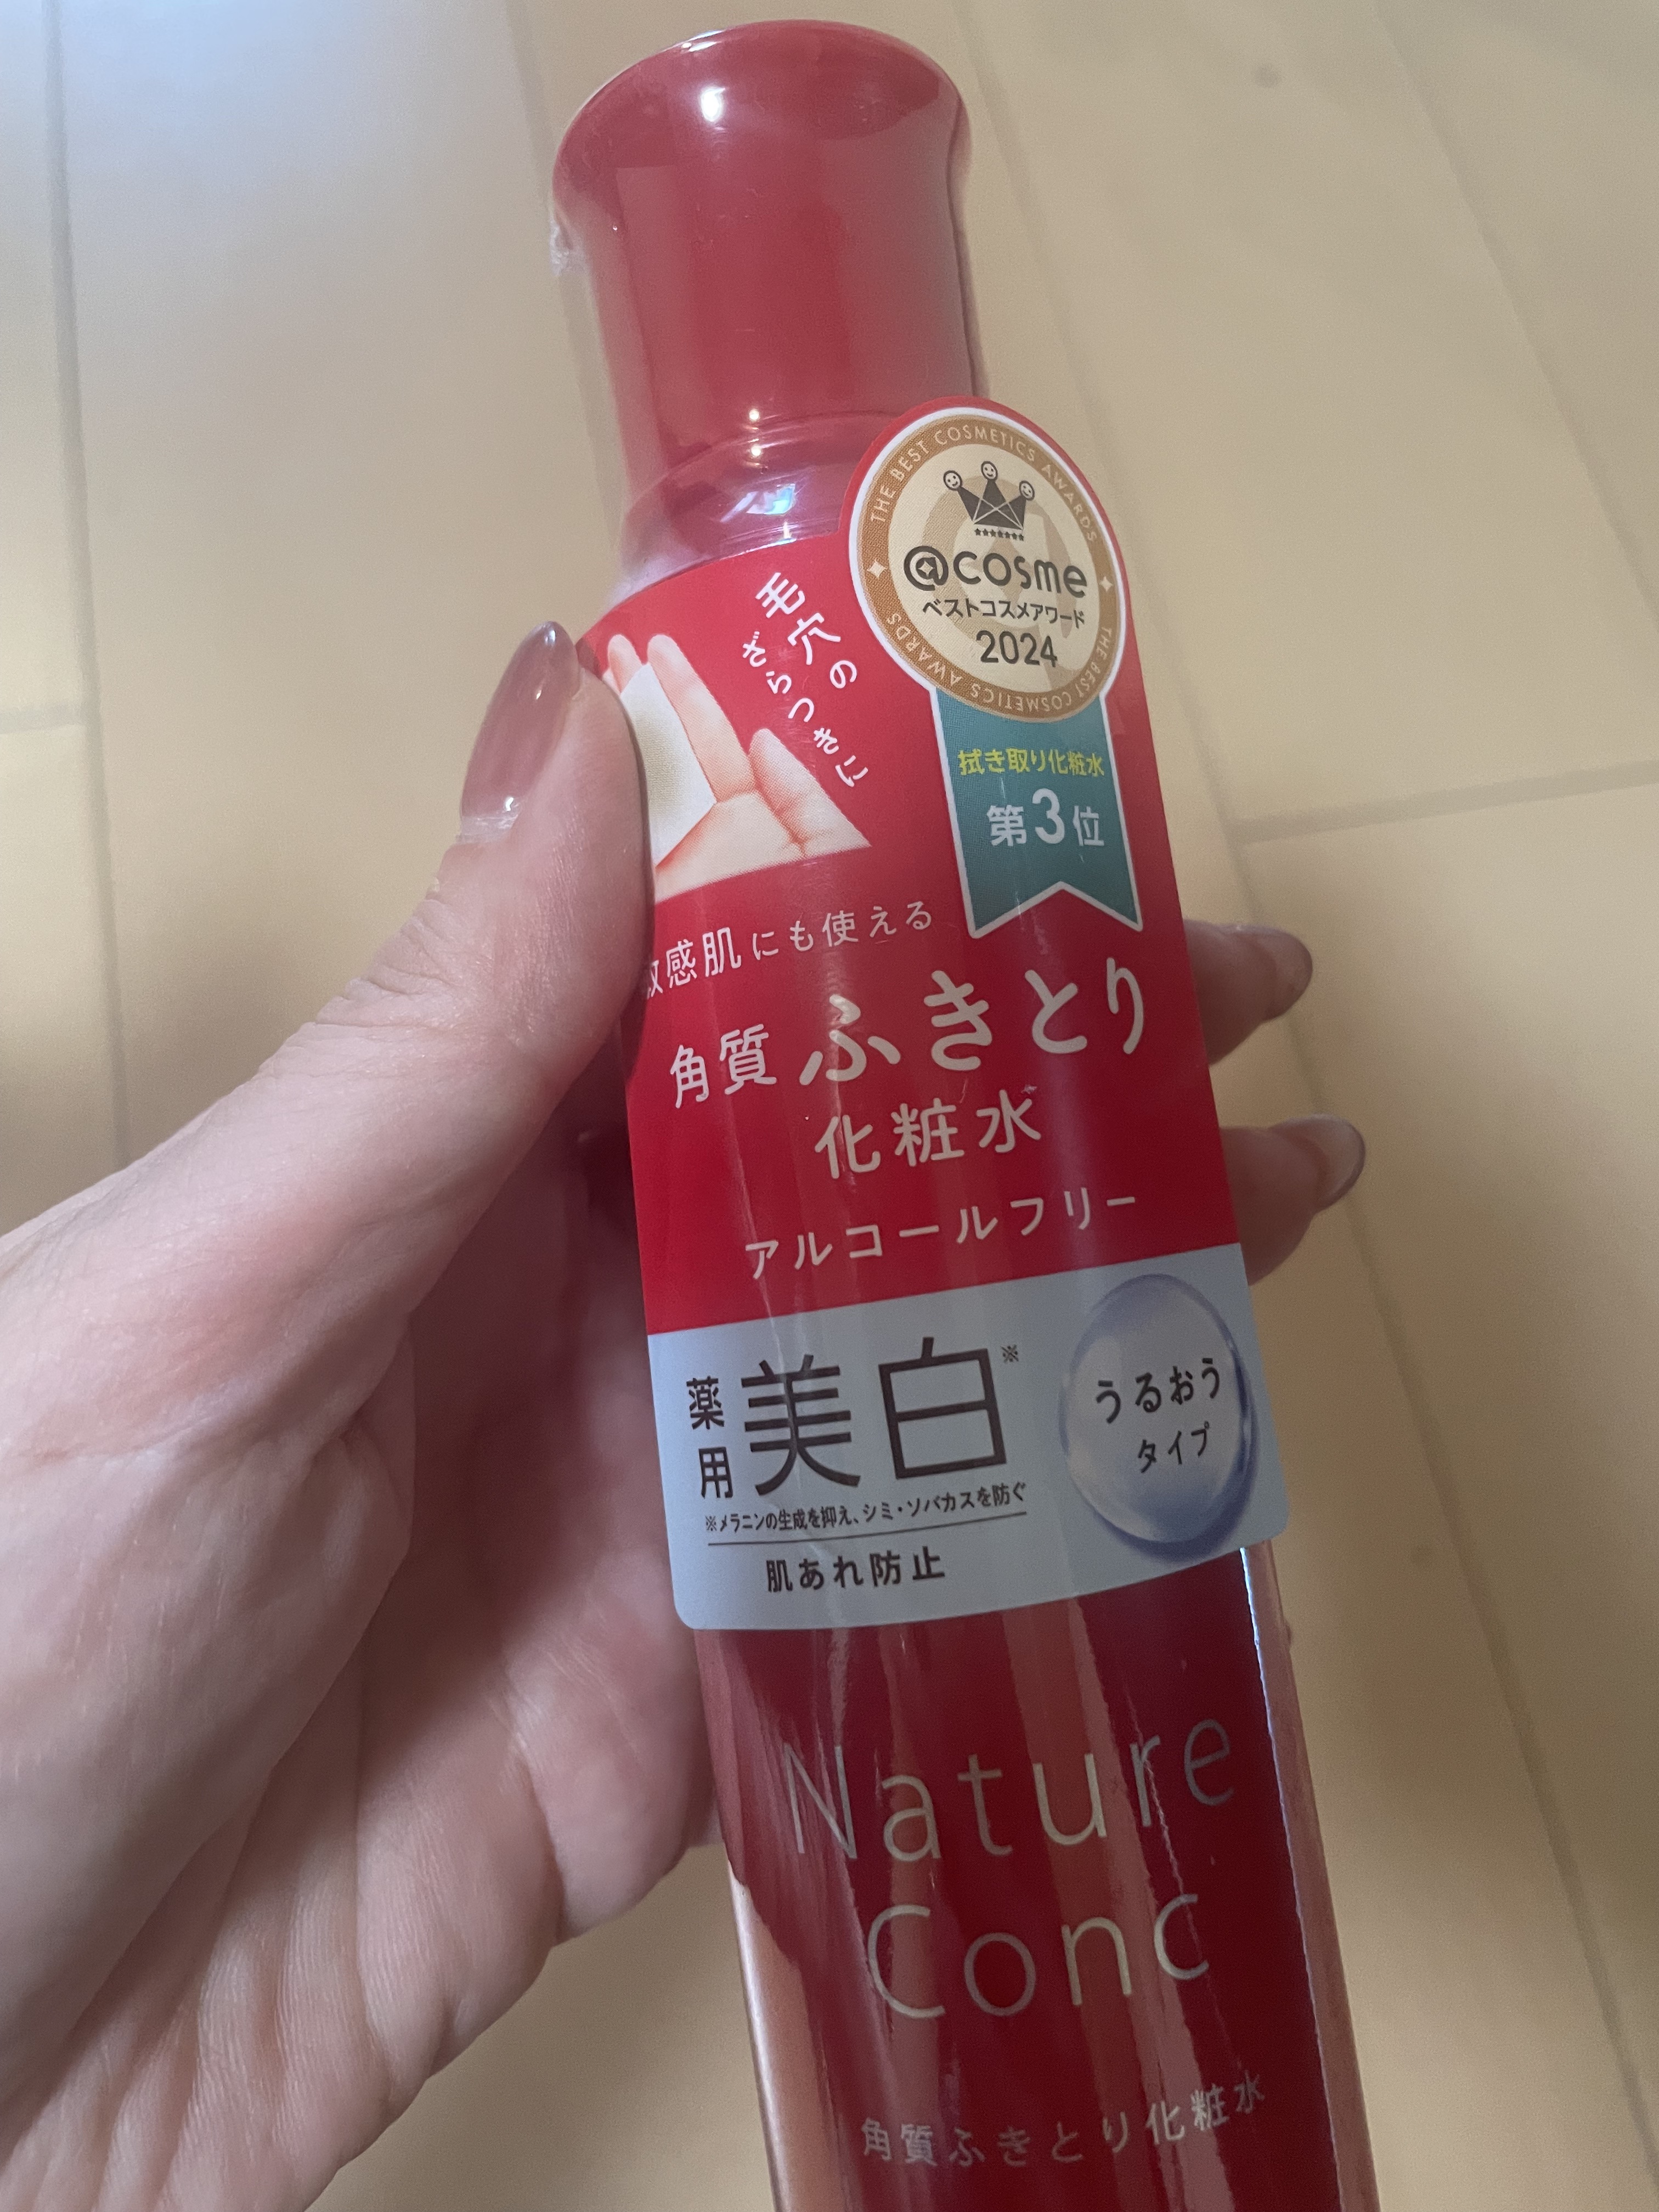 THE BEST COSMETICS AWARDS
@cosme
ベストコスメアワード
2024
THE BEST COSMETICS AWARDS
拭き取り化粧水
第3位
毛穴の
ざらつきに
敏感肌にも使える
角質ふきとり
化粧水
アルコールフリー
薬用
美白※
※メラニンの生成を抑え、シミ・ソバカスを防ぐ
肌あれ防止
うるおう
タイプ
Nature
Conc
角質ふきとり化粧水